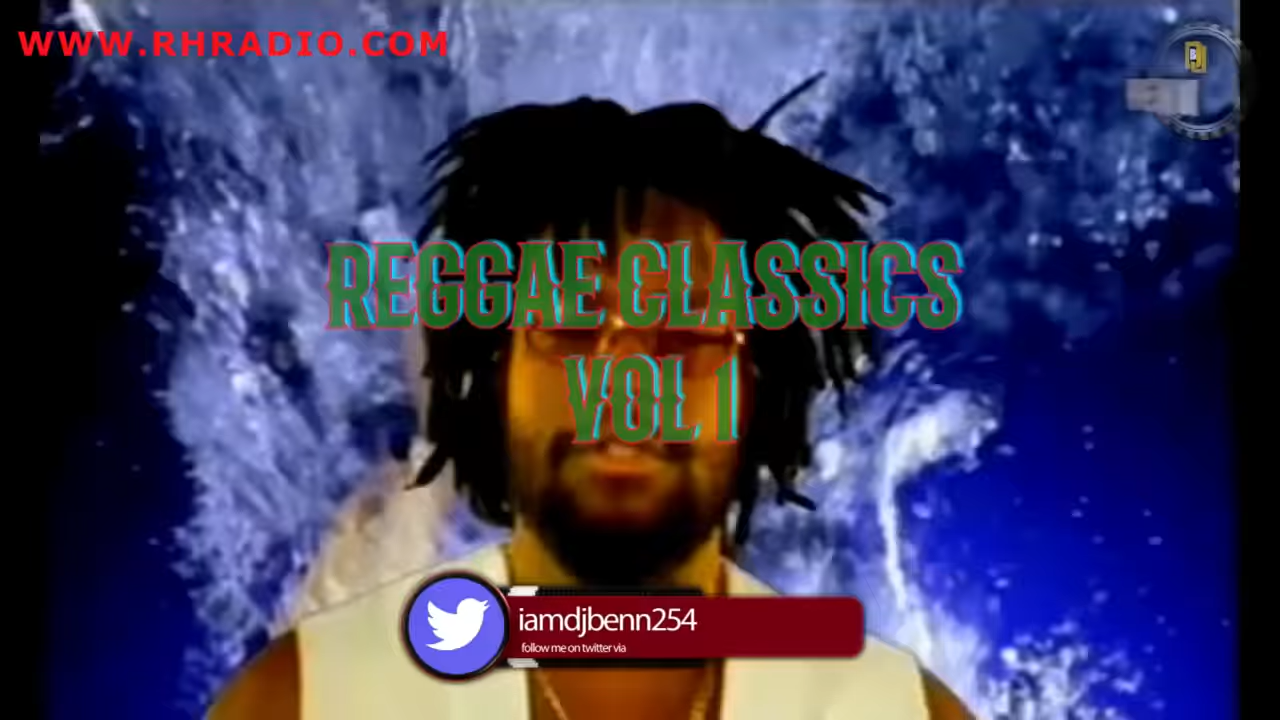 WWW.RHRADIO.COM
REGGAE CLASSICS
VOL 1
iamdjbenn254
follow me on twitter via